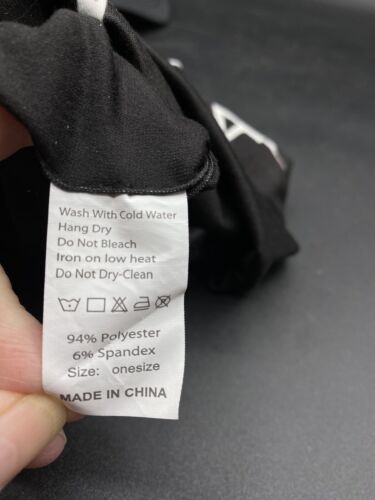 Wash With Cold Water
Hang Dry
Do Not Bleach
Iron on low heat
Do Not Dry-Clean
94% Polyester
6% Spandex
Size: onesize
MADE IN CHINA